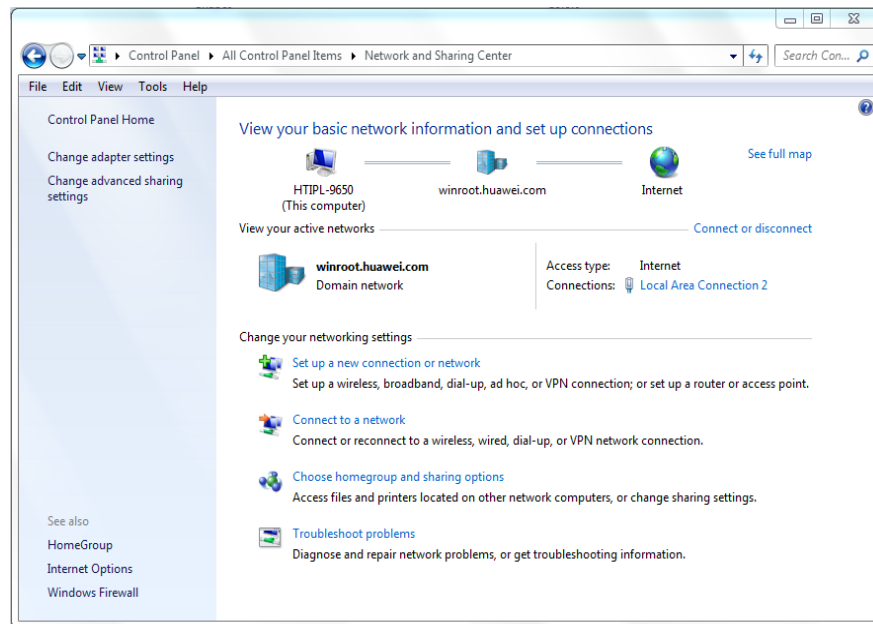 Control Panel ▸ All Control Panel Items ▸ Network and Sharing Center
Search Con...
File Edit View Tools Help
Control Panel Home
Change adapter settings
Change advanced sharing
settings
View your basic network information and set up connections
See full map
HTIPL-9650
(This computer)
winroot.huawei.com
Internet
View your active networks
Connect or disconnect
winroot.huawei.com
Domain network
Access type: Internet
Connections: Local Area Connection 2
Change your networking settings
Set up a new connection or network
Set up a wireless, broadband, dial-up, ad hoc, or VPN connection; or set up a router or access point.
Connect to a network
Connect or reconnect to a wireless, wired, dial-up, or VPN network connection.
Choose homegroup and sharing options
Access files and printers located on other network computers, or change sharing settings.
Troubleshoot problems
Diagnose and repair network problems, or get troubleshooting information.
See also
HomeGroup
Internet Options
Windows Firewall